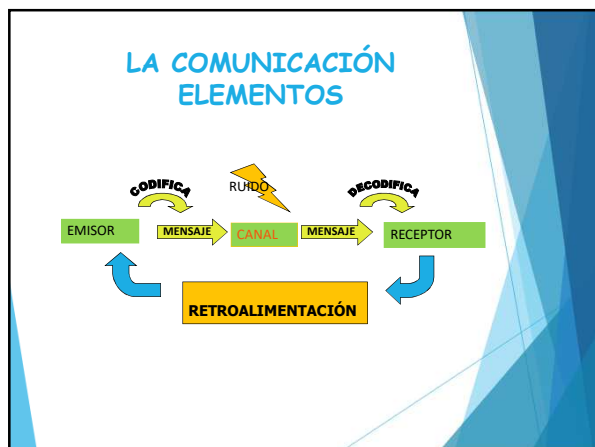 LA COMUNICACIÓN
ELEMENTOS
CODIFICA
RUIDO
DECODIFICA
EMISOR
MENSAJE
CANAL
MENSAJE
RECEPTOR
RETROALIMENTACIÓN